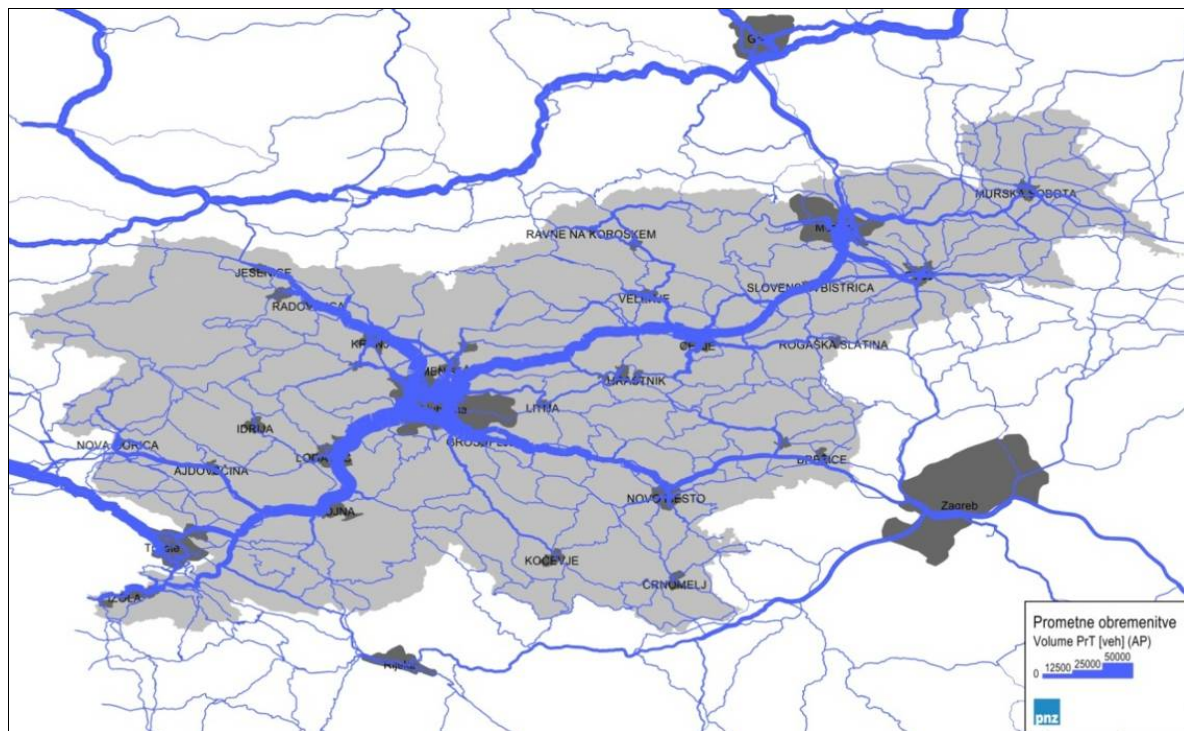 MURSKA SOBOTA
RAVNE NA KOROŠKEM
JESENICE
VELENJE
SLOVENSKA BISTRICA
ROGAŠKA SLATINA
HRASTNIK
LITIJA
IDRIJA
NOVA GORICA
AJDOVŠČINA
BREŽICE
NOVO MESTO
Zagreb
KOČEVJE
ČRNOMELJ
IZOLA
Prometne obremenitve
Volume PrT [veh] (AP)
0 12500 25000 50000
pnz